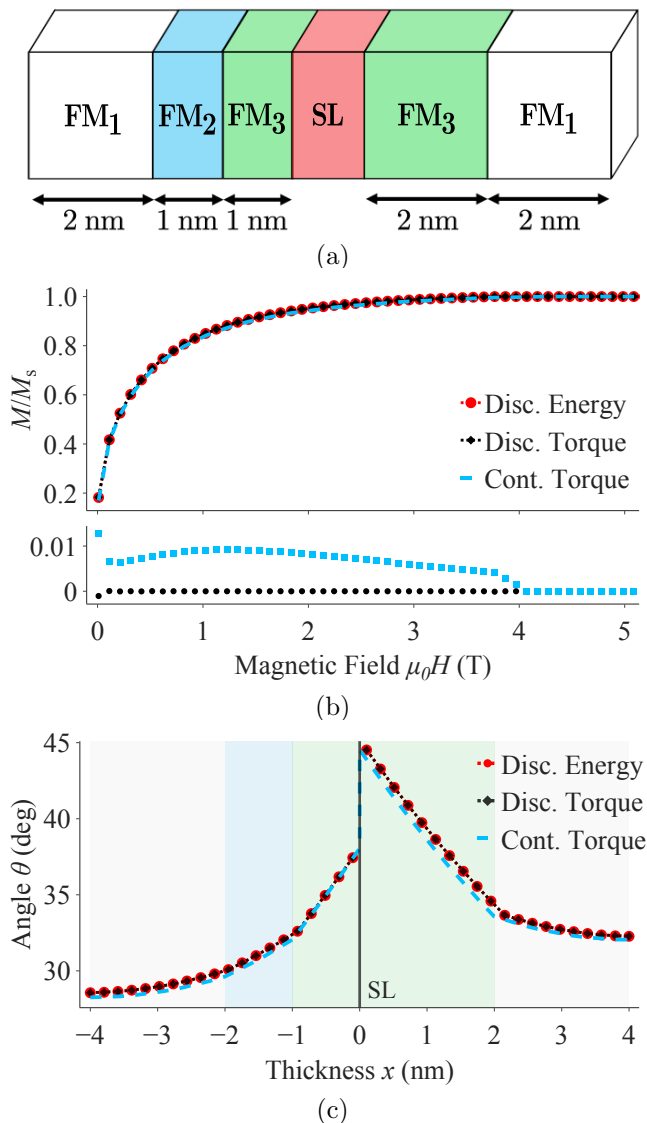 FM1 FM2 FM3 SL FM3 FM1
2 nm 1 nm 1 nm 2 nm 2 nm
(a)
1.0
0.8
0.6
0.4
0.2
M/Ms
Disc. Energy
Disc. Torque
Cont. Torque
0.01
0
0 1 2 3 4 5
Magnetic Field μ0H (T)
(b)
45
40
35
30
Angle θ (deg)
Disc. Energy
Disc. Torque
Cont. Torque
SL
−4 −3 −2 −1 0 1 2 3 4
Thickness x (nm)
(c)